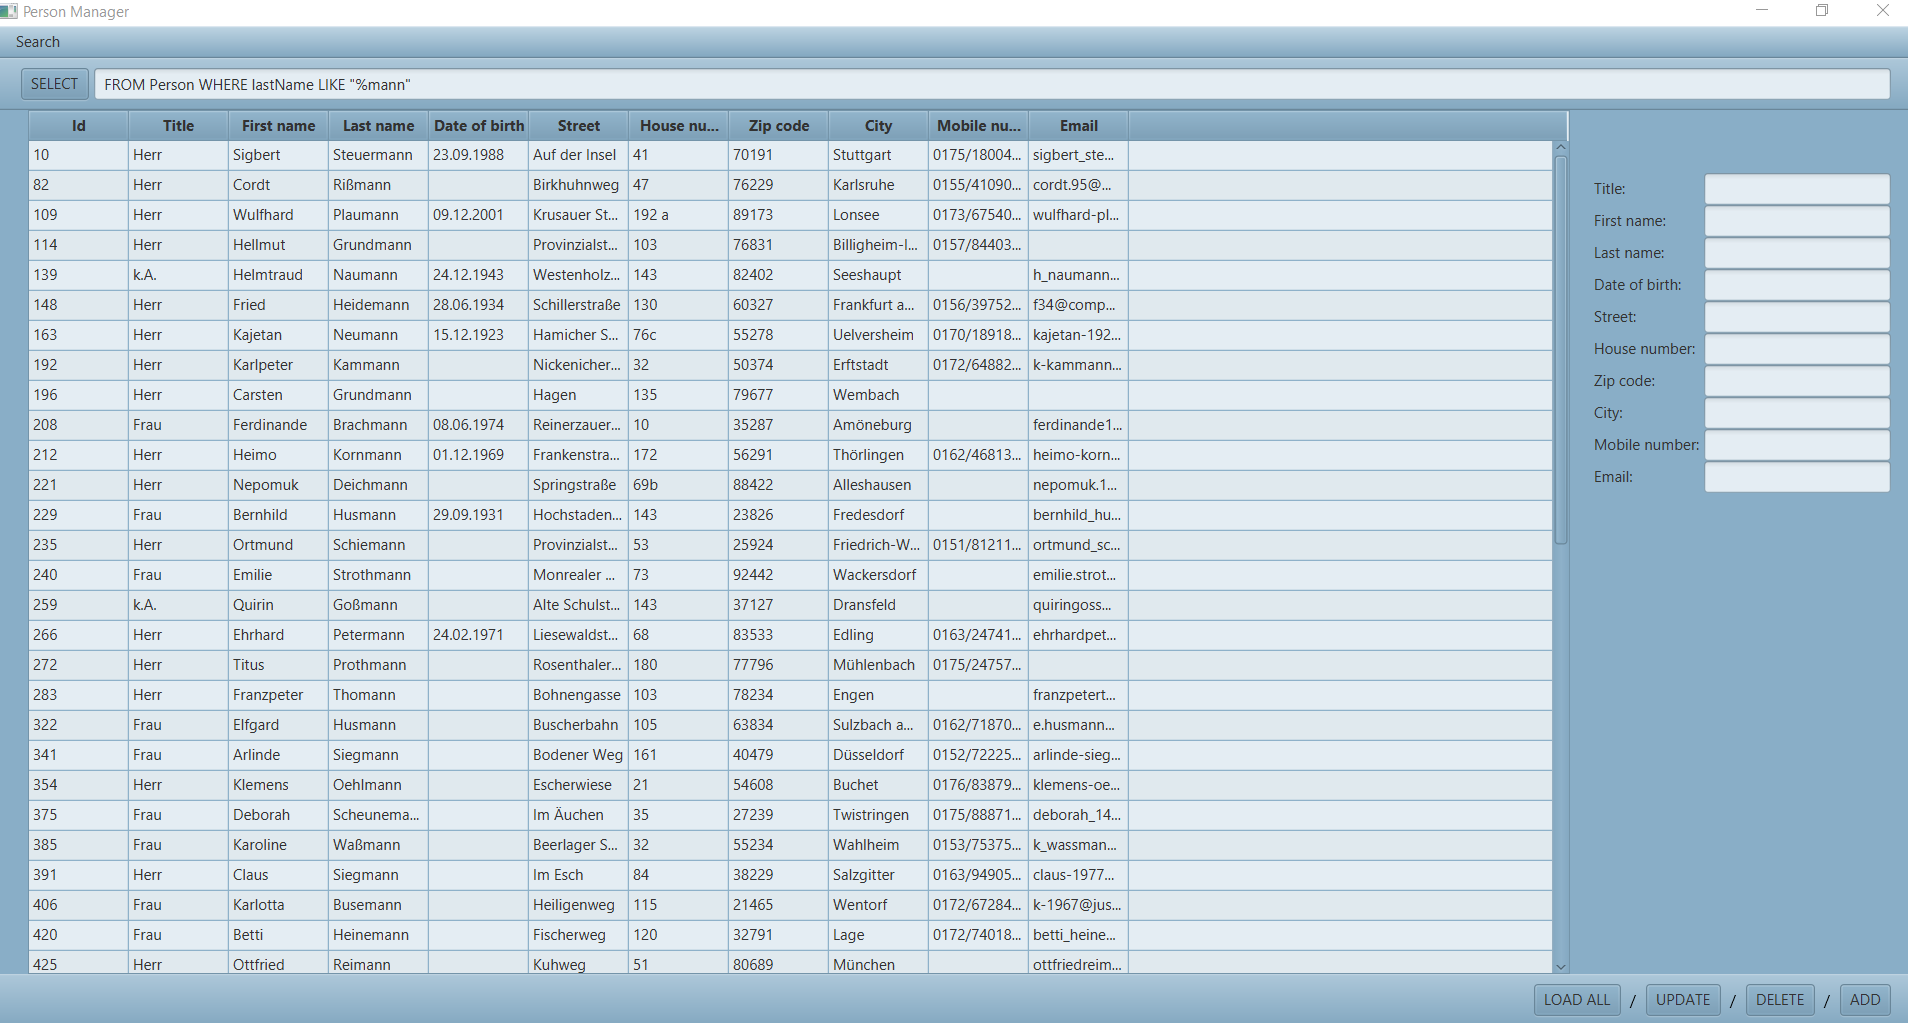 Person Manager
Search
SELECT FROM Person WHERE lastName LIKE "%mann"
Id Title First name Last name Date of birth Street House nu... Zip code City Mobile nu... Email
10 Herr Sigbert Steuermann 23.09.1988 Auf der Insel 41 70191 Stuttgart 0175/18004... sigbert_ste...
82 Herr Cordt Rißmann Birkhuhnweg 47 76229 Karlsruhe 0155/41090... cordt.95@...
109 Herr Wulfhard Plaumann 09.12.2001 Krusauer St... 192 a 89173 Lonsee 0173/67540... wulfhard-pl...
114 Herr Hellmut Grundmann Provinzialst... 103 76831 Billigheim-I... 0157/84403...
139 k.A. Helmtraud Naumann 24.12.1943 Westenholz... 143 82402 Seeshaupt h_naumann...
148 Herr Fried Heidemann 28.06.1934 Schillerstraße 130 60327 Frankfurt a... 0156/39752... f34@comp...
163 Herr Kajetan Neumann 15.12.1923 Hamicher S... 76c 55278 Uelversheim 0170/18918... kajetan-192...
192 Herr Karlpeter Kammann Nickenicher... 32 50374 Erftstadt 0172/64882... k-kammann...
196 Herr Carsten Grundmann Hagen 135 79677 Wembach
208 Frau Ferdinande Brachmann 08.06.1974 Reinerzauer... 10 35287 Amöneburg ferdinande1...
212 Herr Heimo Kornmann 01.12.1969 Frankenstra... 172 56291 Thörlingen 0162/46813... heimo-korn...
221 Herr Nepomuk Deichmann Springstraße 69b 88422 Alleshausen nepomuk.1...
229 Frau Bernhild Husmann 29.09.1931 Hochstaden... 143 23826 Fredesdorf bernhild_hu...
235 Herr Ortmund Schiemann Provinzialst... 53 25924 Friedrich-W... 0151/81211... ortmund_sc...
240 Frau Emilie Strothmann Monrealer ... 73 92442 Wackersdorf emilie.strot...
259 k.A. Quirin Goßmann Alte Schulst... 143 37127 Dransfeld quiringoss...
266 Herr Ehrhard Petermann 24.02.1971 Liesewaldst... 68 83533 Edling 0163/24741... ehrhardpet...
272 Herr Titus Prothmann Rosenthaler... 180 77796 Mühlenbach 0175/24757...
283 Herr Franzpeter Thomann Bohnengasse 103 78234 Engen franzpetert...
322 Frau Elfgard Husmann Buscherbahn 105 63834 Sulzbach a... 0162/71870... e.husmann...
341 Frau Arlinde Siegmann Bodener Weg 161 40479 Düsseldorf 0152/72225... arlinde-sieg...
354 Herr Klemens Oehlmann Escherwiese 21 54608 Buchet 0176/83879... klemens-oe...
375 Frau Deborah Scheunema... Im Äuchen 35 27239 Twistringen 0175/88871... deborah_14...
385 Frau Karoline Waßmann Beerlager S... 32 55234 Wahlheim 0153/75375... k_wassman...
391 Herr Claus Siegmann Im Esch 84 38229 Salzgitter 0163/94905... claus-1977...
406 Frau Karlotta Busemann Heiligenweg 115 21465 Wentorf 0172/67284... k-1967@jus...
420 Frau Betti Heinemann Fischerweg 120 32791 Lage 0172/74018... betti_heine...
425 Herr Ottfried Reimann Kuhweg 51 80689 München ottfriedreim...
Title:
First name:
Last name:
Date of birth:
Street:
House number:
Zip code:
City:
Mobile number:
Email:
LOAD ALL / UPDATE / DELETE / ADD